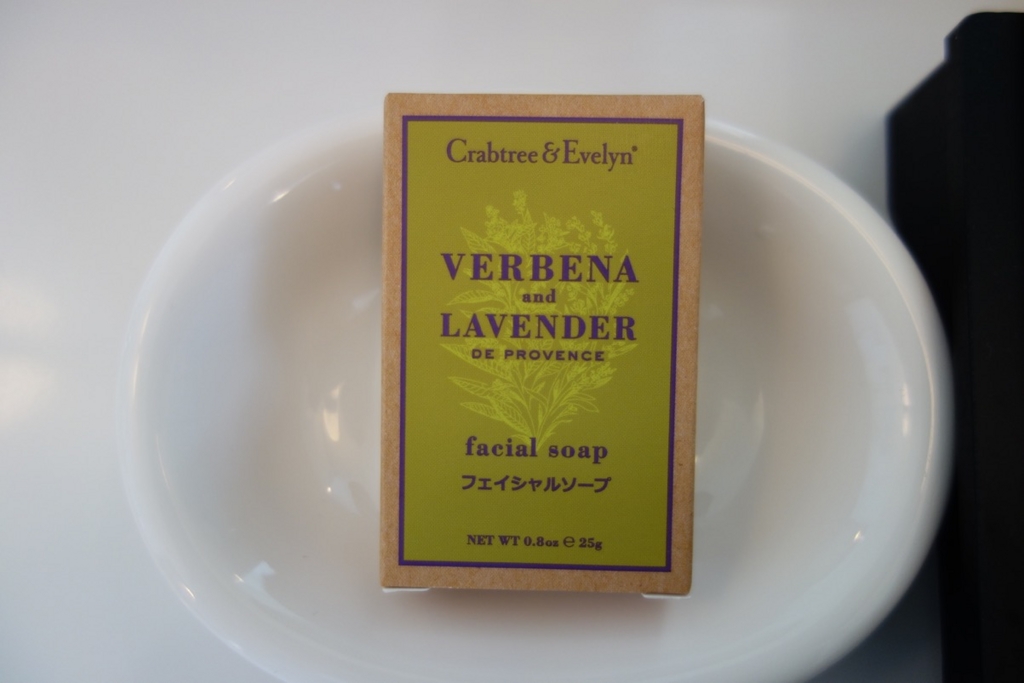 Crabtree & Evelyn®
VERBENA
and
LAVENDER
DE PROVENCE
facial soap
フェイシャルソープ
NET WT 0.8oz ℮ 25g